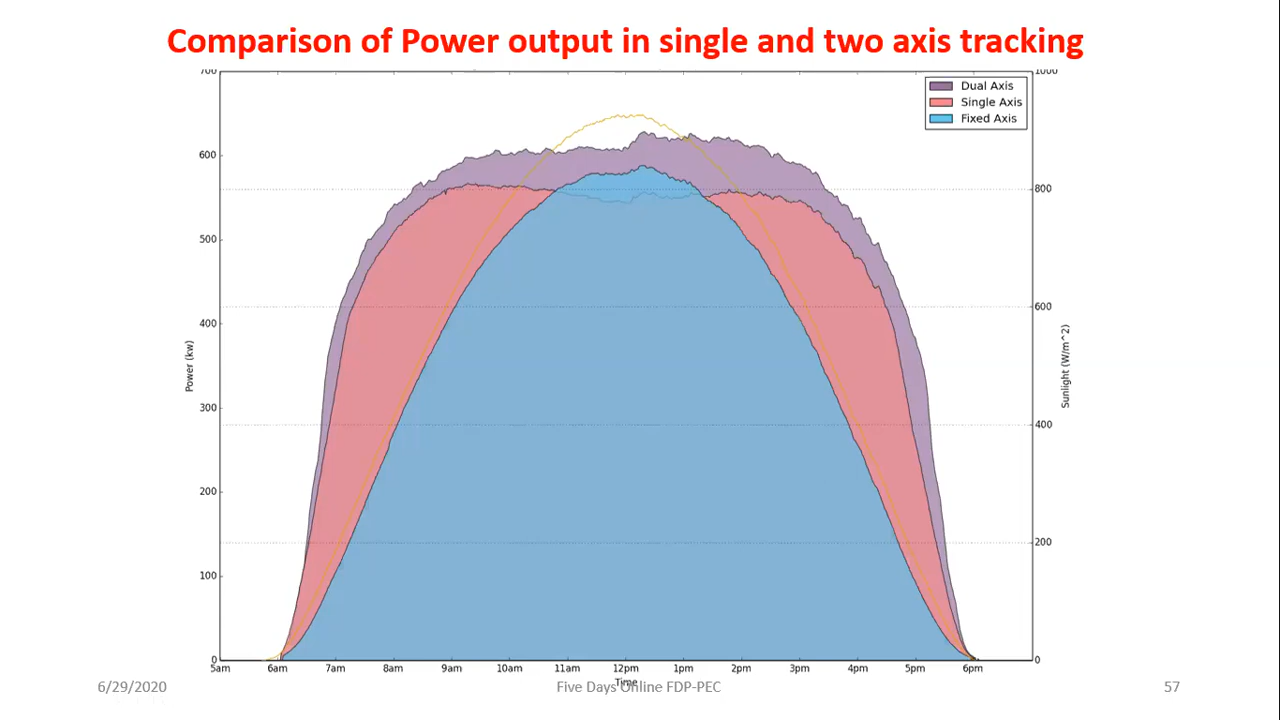 Comparison of Power output in single and two axis tracking
700
600
500
400
300
200
100
0
Power (kw)
1000
800
600
400
200
0
Sunlight (W/m^2)
Dual Axis
Single Axis
Fixed Axis
5am 6am 7am 8am 9am 10am 11am 12pm 1pm 2pm 3pm 4pm 5pm 6pm
Time
6/29/2020 Five Days Online FDP-PEC 57